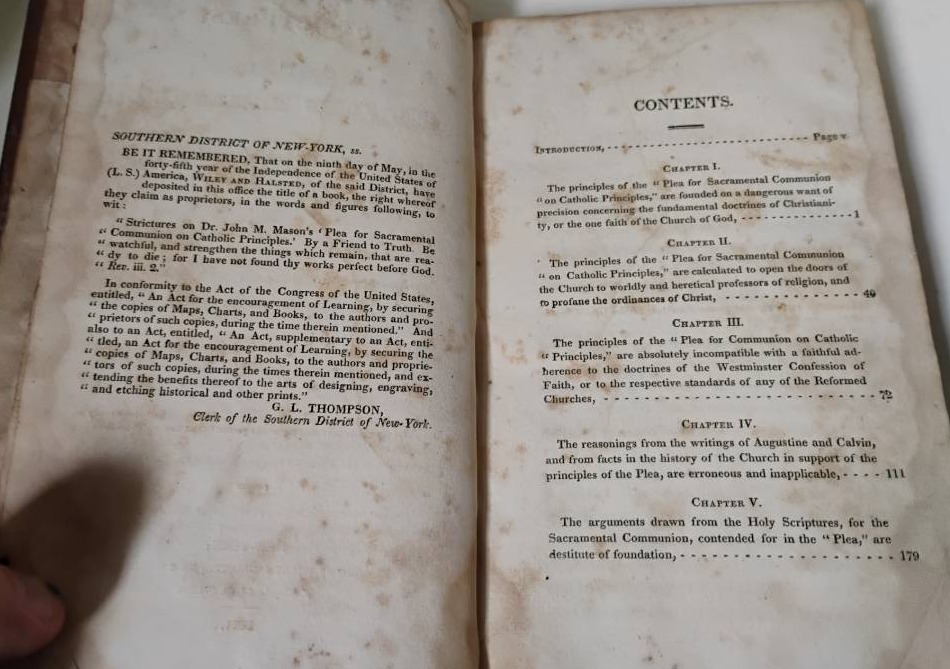 SOUTHERN DISTRICT OF NEW-YORK, ss.
BE IT REMEMBERED, That on the ninth day of May, in the
forty-fifth year of the Independence of the United States of
(L. S.) America, WILEY AND HALSTED, of the said District, have
deposited in this office the title of a book, the right whereof
they claim as proprietors, in the words and figures following, to
wit:
"Strictures on Dr. John M. Mason's 'Plea for Sacramental
"Communion on Catholic Principles.' By a Friend to Truth. Be
"watchful, and strengthen the things which remain, that are rea-
"dy to die; for I have not found thy works perfect before God.
"Rev. iii. 2."
In conformity to the Act of the Congress of the United States,
entitled, "An Act for the encouragement of Learning, by securing
"the copies of Maps, Charts, and Books, to the authors and pro-
"prietors of such copies, during the time therein mentioned." And
also to an Act, entitled, "An Act, supplementary to an Act, enti-
"tled, an Act for the encouragement of Learning, by securing the
"copies of Maps, Charts, and Books, to the authors and proprie-
"tors of such copies, during the times therein mentioned, and ex-
"tending the benefits thereof to the arts of designing, engraving,
"and etching historical and other prints."
G. L. THOMPSON,
Clerk of the Southern District of New-York.
CONTENTS.
INTRODUCTION, - - - - - - - - - - - - - - - - - - Page v
CHAPTER I.
The principles of the "Plea for Sacramental Communion
"on Catholic Principles," are founded on a dangerous want of
precision concerning the fundamental doctrines of Christiani-
ty, or the one faith of the Church of God, - - - - - - - - - - 1
CHAPTER II.
The principles of the "Plea for Sacramental Communion
"on Catholic Principles," are calculated to open the doors of
the Church to worldly and heretical professors of religion, and
to profane the ordinances of Christ, - - - - - - - - - - - - 40
CHAPTER III.
The principles of the "Plea for Communion on Catholic
"Principles," are absolutely incompatible with a faithful ad-
herence to the doctrines of the Westminster Confession of
Faith, or to the respective standards of any of the Reformed
Churches, - - - - - - - - - - - - - - - - - - - - - - 72
CHAPTER IV.
The reasonings from the writings of Augustine and Calvin,
and from facts in the history of the Church in support of the
principles of the Plea, are erroneous and inapplicable, - - - - 111
CHAPTER V.
The arguments drawn from the Holy Scriptures, for the
Sacramental Communion, contended for in the "Plea," are
destitute of foundation, - - - - - - - - - - - - - - - - - - 179